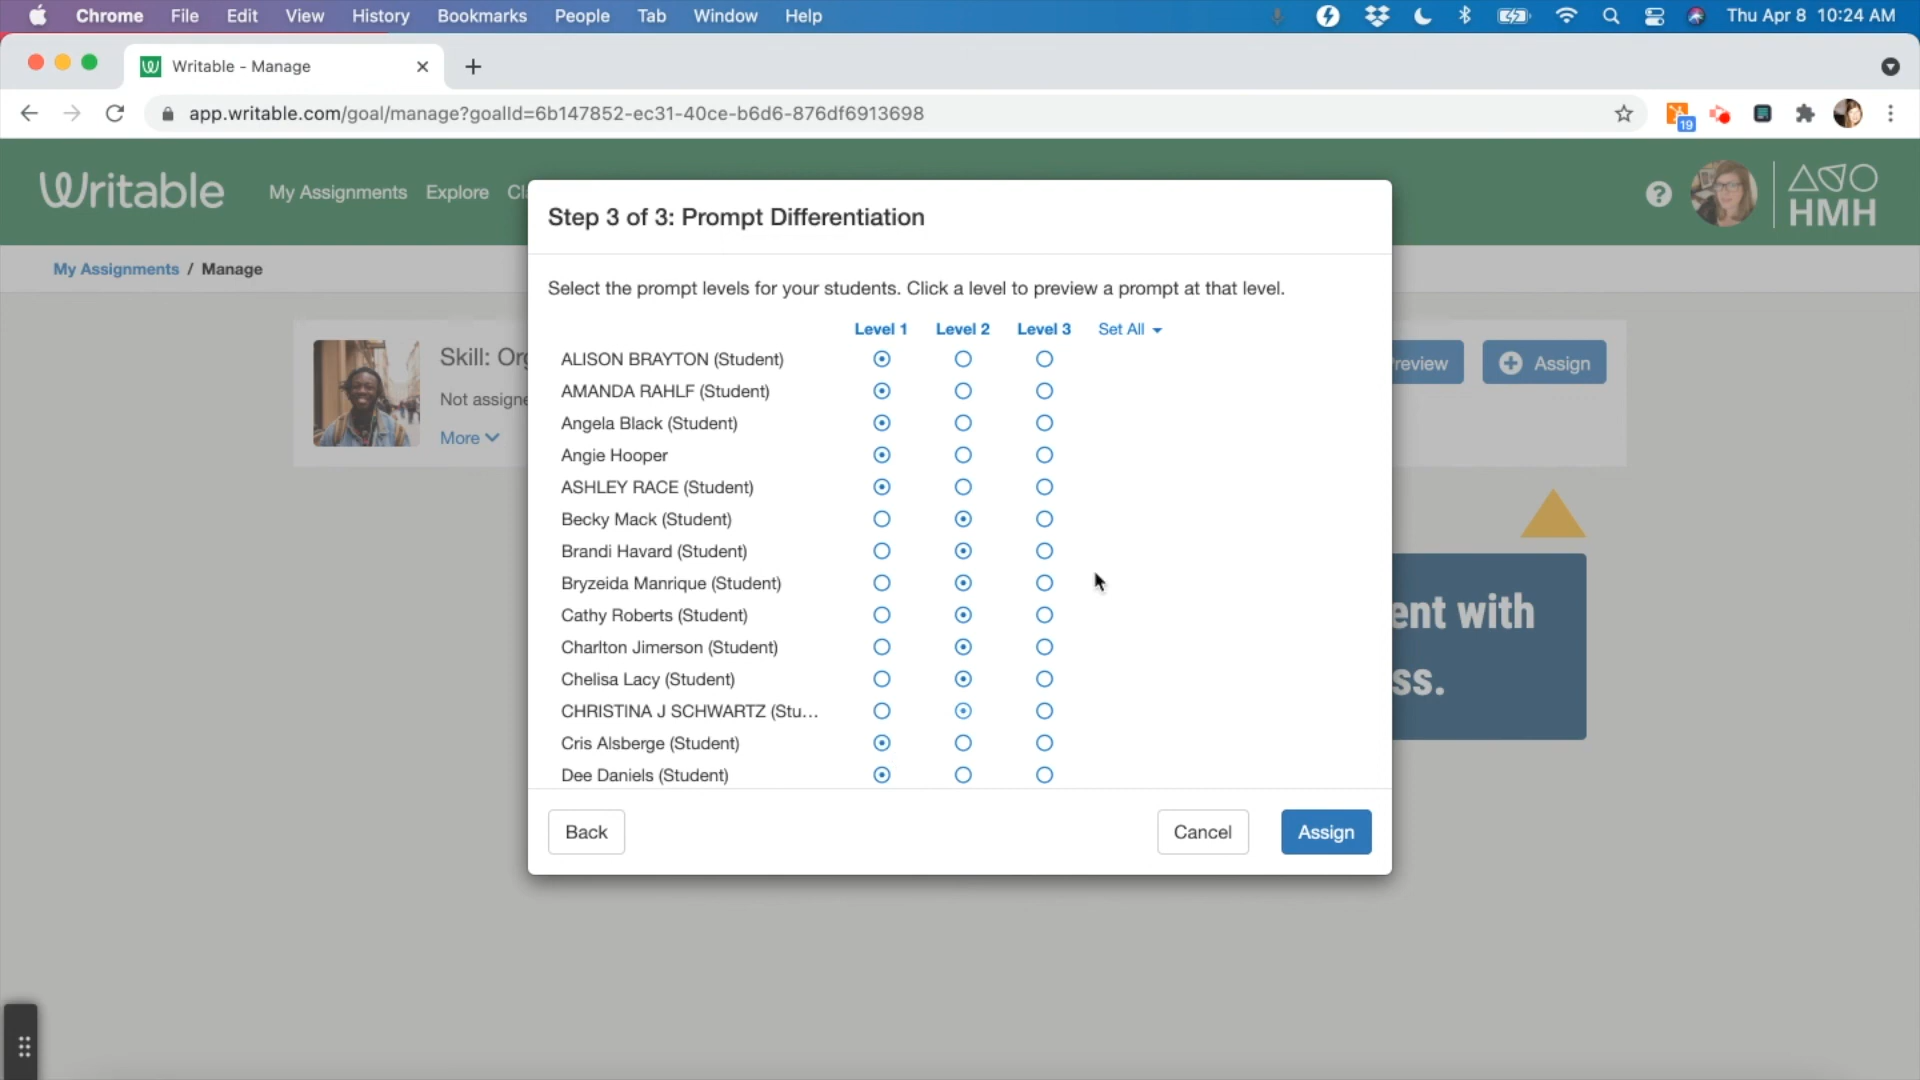 Chrome File Edit View History Bookmarks People Tab Window Help Thu Apr 8 10:24 AM
Writable - Manage
app.writable.com/goal/manage?goalId=6b147852-ec31-40ce-b6d6-876df6913698
19
Writable My Assignments Explore Cl
HMH
My Assignments / Manage
Step 3 of 3: Prompt Differentiation
Select the prompt levels for your students. Click a level to preview a prompt at that level.
Level 1 Level 2 Level 3 Set All
ALISON BRAYTON (Student)
AMANDA RAHLF (Student)
Angela Black (Student)
Angie Hooper
ASHLEY RACE (Student)
Becky Mack (Student)
Brandi Havard (Student)
Bryzeida Manrique (Student)
Cathy Roberts (Student)
Charlton Jimerson (Student)
Chelisa Lacy (Student)
CHRISTINA J SCHWARTZ (Stu...
Cris Alsberge (Student)
Dee Daniels (Student)
Back Cancel Assign
Skill: Org
Not assigne
More
review Assign
ent with
ss.